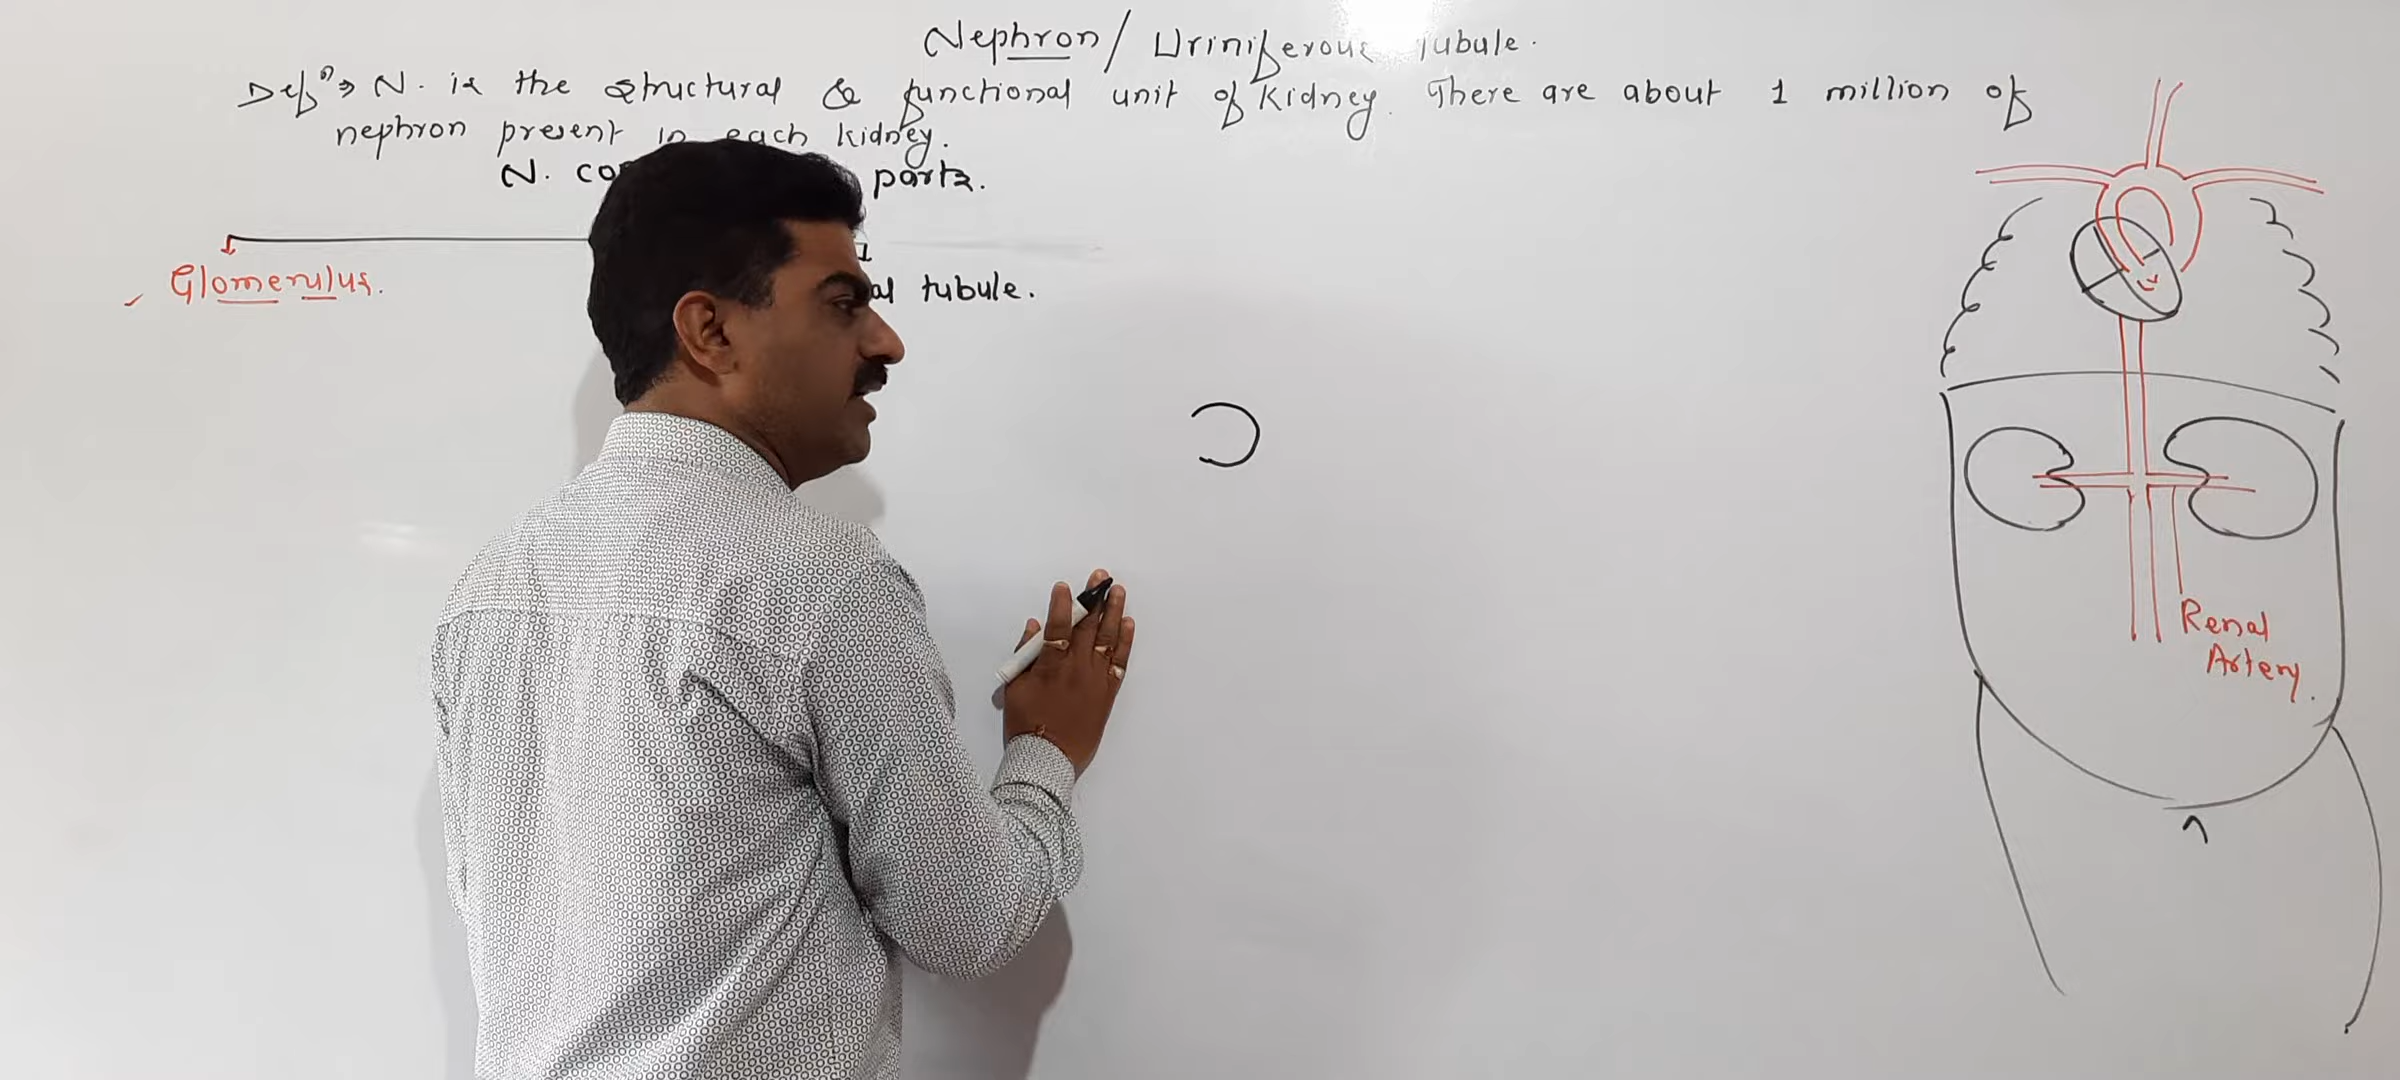 Nephron / Uriniferous Tubule.
Defⁿ → N. is the structural & functional unit of Kidney. There are about 1 million of
nephron present in each kidney.
N. parts.
Glomerulus.
tubule.
Renal
Artery.